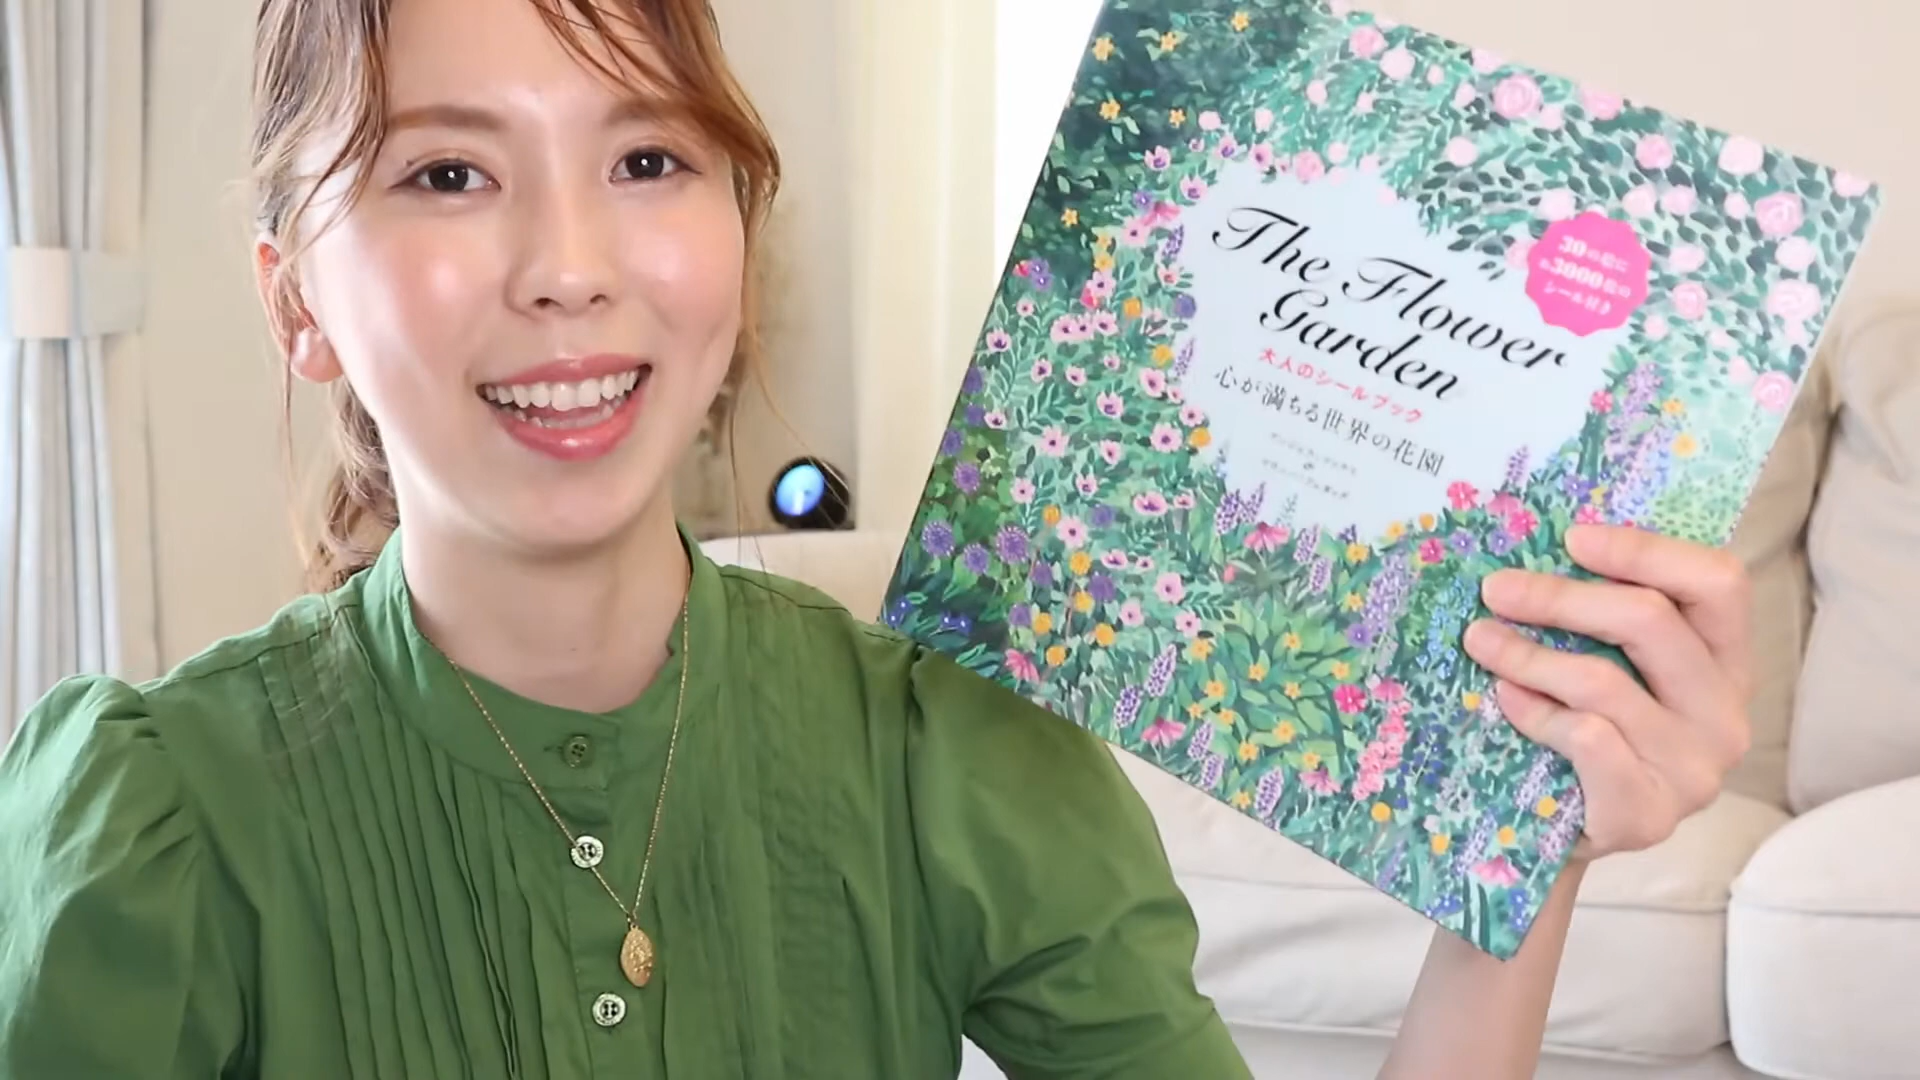 The Flower
Garden
大人のシールブック
心が満ちる世界の花園
30の絵に
3000枚の
シール付き